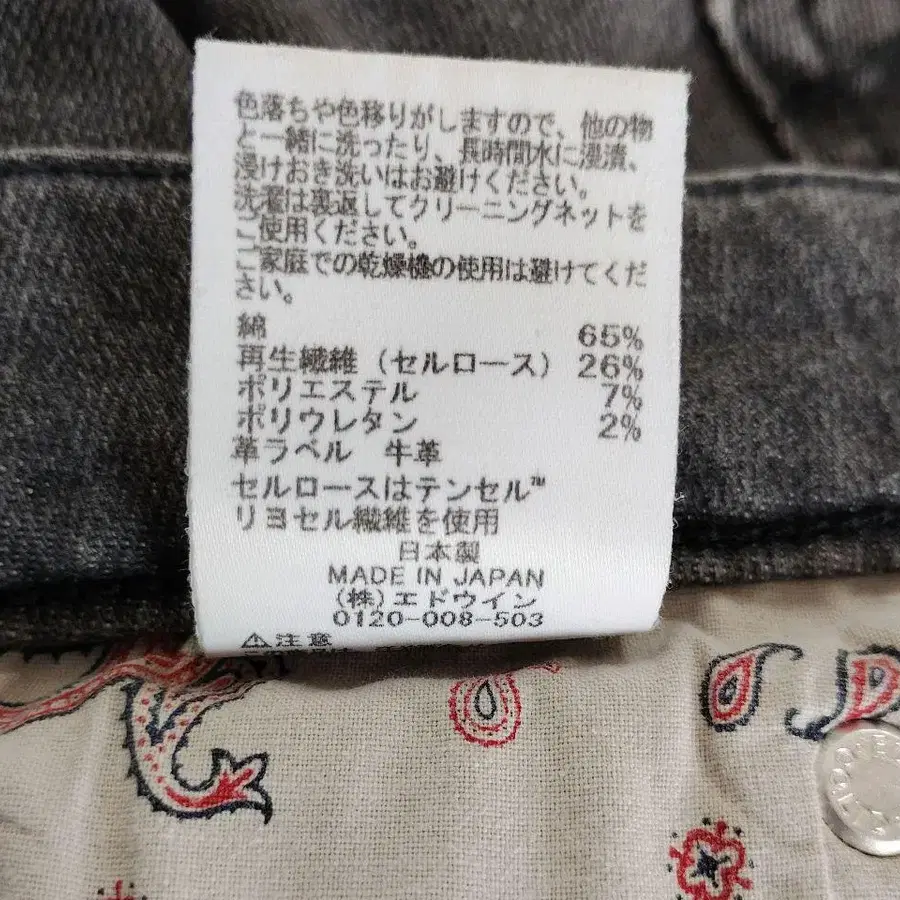 色落ちや色移りがしますので、他の物
と一緒に洗ったり、長時間水に浸漬、
浸けおき洗いはお避けください。
洗濯は裏返してクリーニングネットを
ご使用ください。
ご家庭での乾燥機の使用は避けてくだ
さい。
綿 65%
再生繊維(セルロース) 26%
ポリエステル 7%
ポリウレタン 2%
革ラベル 牛革
セルロースはテンセル™
リヨセル繊維を使用
日本製
MADE IN JAPAN
(株)エドウイン
0120-008-503
⚠注意